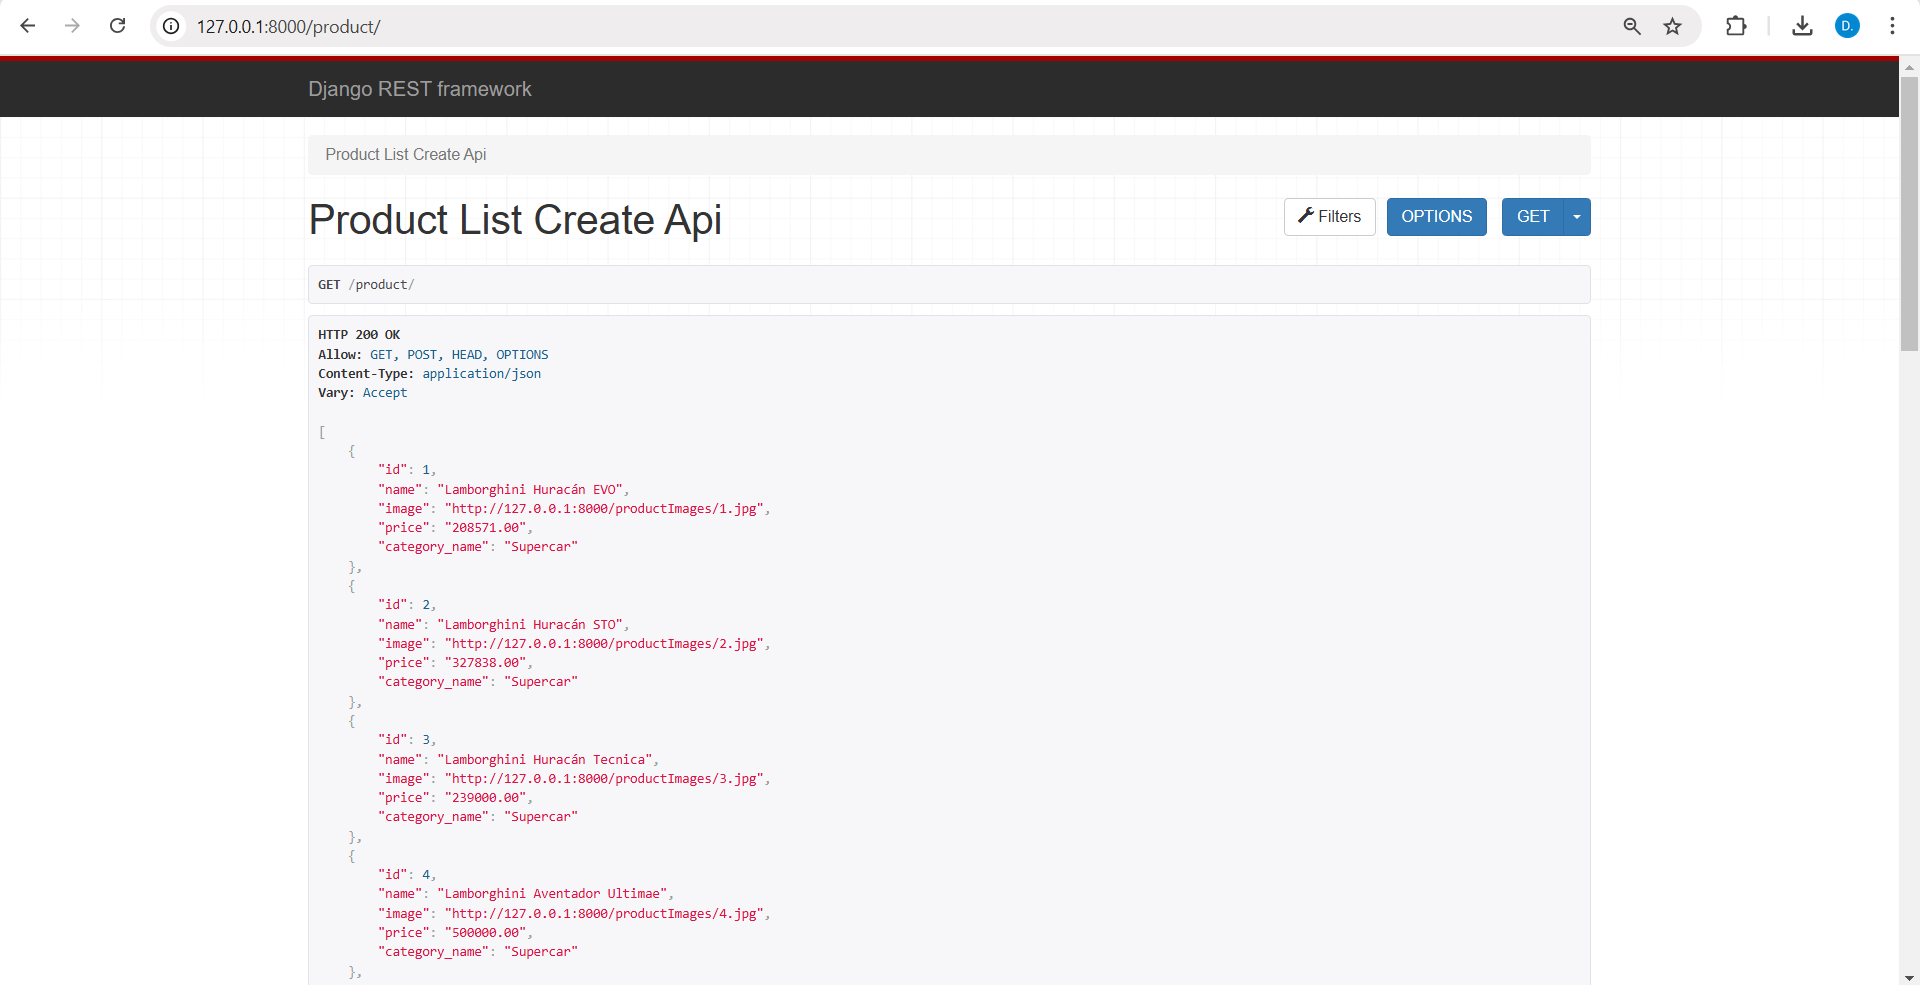 127.0.0.1:8000/product/
D.
Django REST framework
Product List Create Api
Product List Create Api
Filters
OPTIONS
GET
GET /product/
HTTP 200 OK
Allow: GET, POST, HEAD, OPTIONS
Content-Type: application/json
Vary: Accept
[
    {
        "id": 1,
        "name": "Lamborghini Huracán EVO",
        "image": "http://127.0.0.1:8000/productImages/1.jpg",
        "price": "208571.00",
        "category_name": "Supercar"
    },
    {
        "id": 2,
        "name": "Lamborghini Huracán STO",
        "image": "http://127.0.0.1:8000/productImages/2.jpg",
        "price": "327838.00",
        "category_name": "Supercar"
    },
    {
        "id": 3,
        "name": "Lamborghini Huracán Tecnica",
        "image": "http://127.0.0.1:8000/productImages/3.jpg",
        "price": "239000.00",
        "category_name": "Supercar"
    },
    {
        "id": 4,
        "name": "Lamborghini Aventador Ultimae",
        "image": "http://127.0.0.1:8000/productImages/4.jpg",
        "price": "500000.00",
        "category_name": "Supercar"
    },